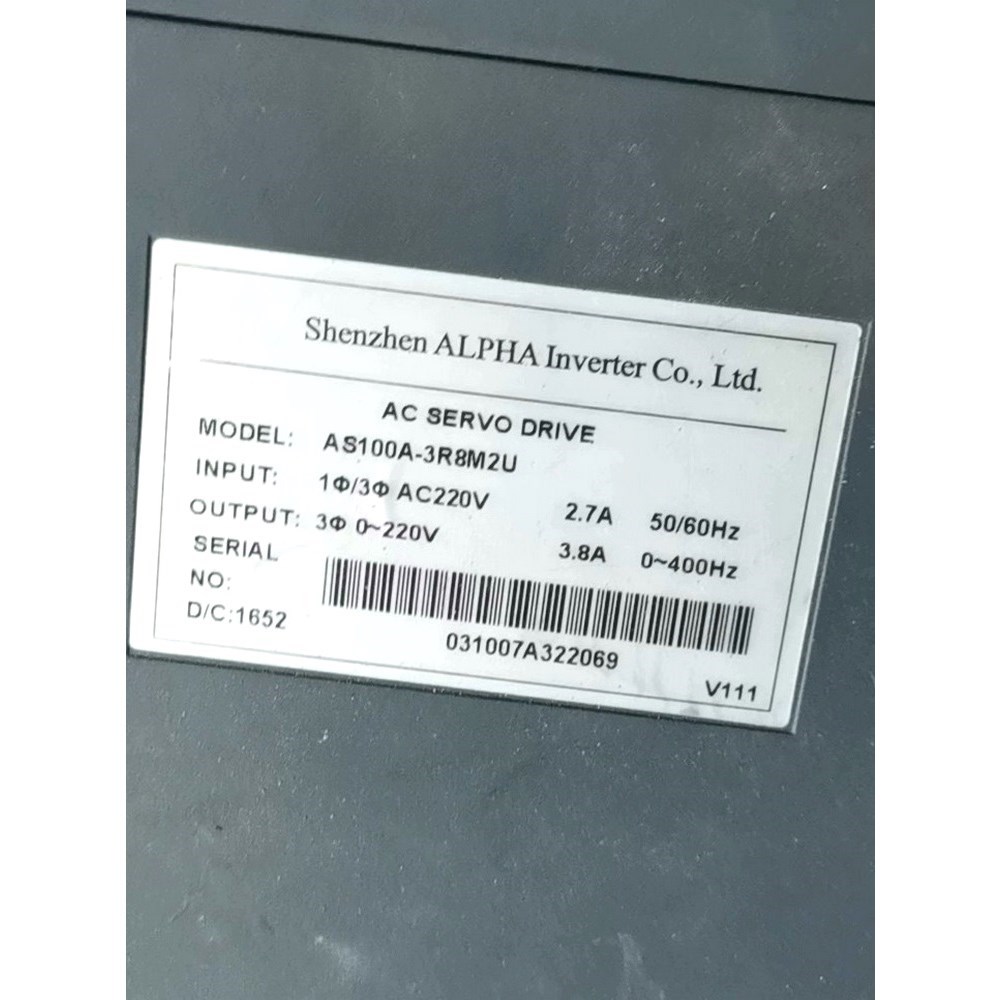 Shenzhen ALPHA Inverter Co., Ltd.
AC SERVO DRIVE
MODEL: AS100A-3R8M2U
INPUT: 1Φ/3Φ AC220V 2.7A 50/60Hz
OUTPUT: 3Φ 0~220V 3.8A 0~400Hz
SERIAL
NO:
D/C:1652
031007A322069
V111